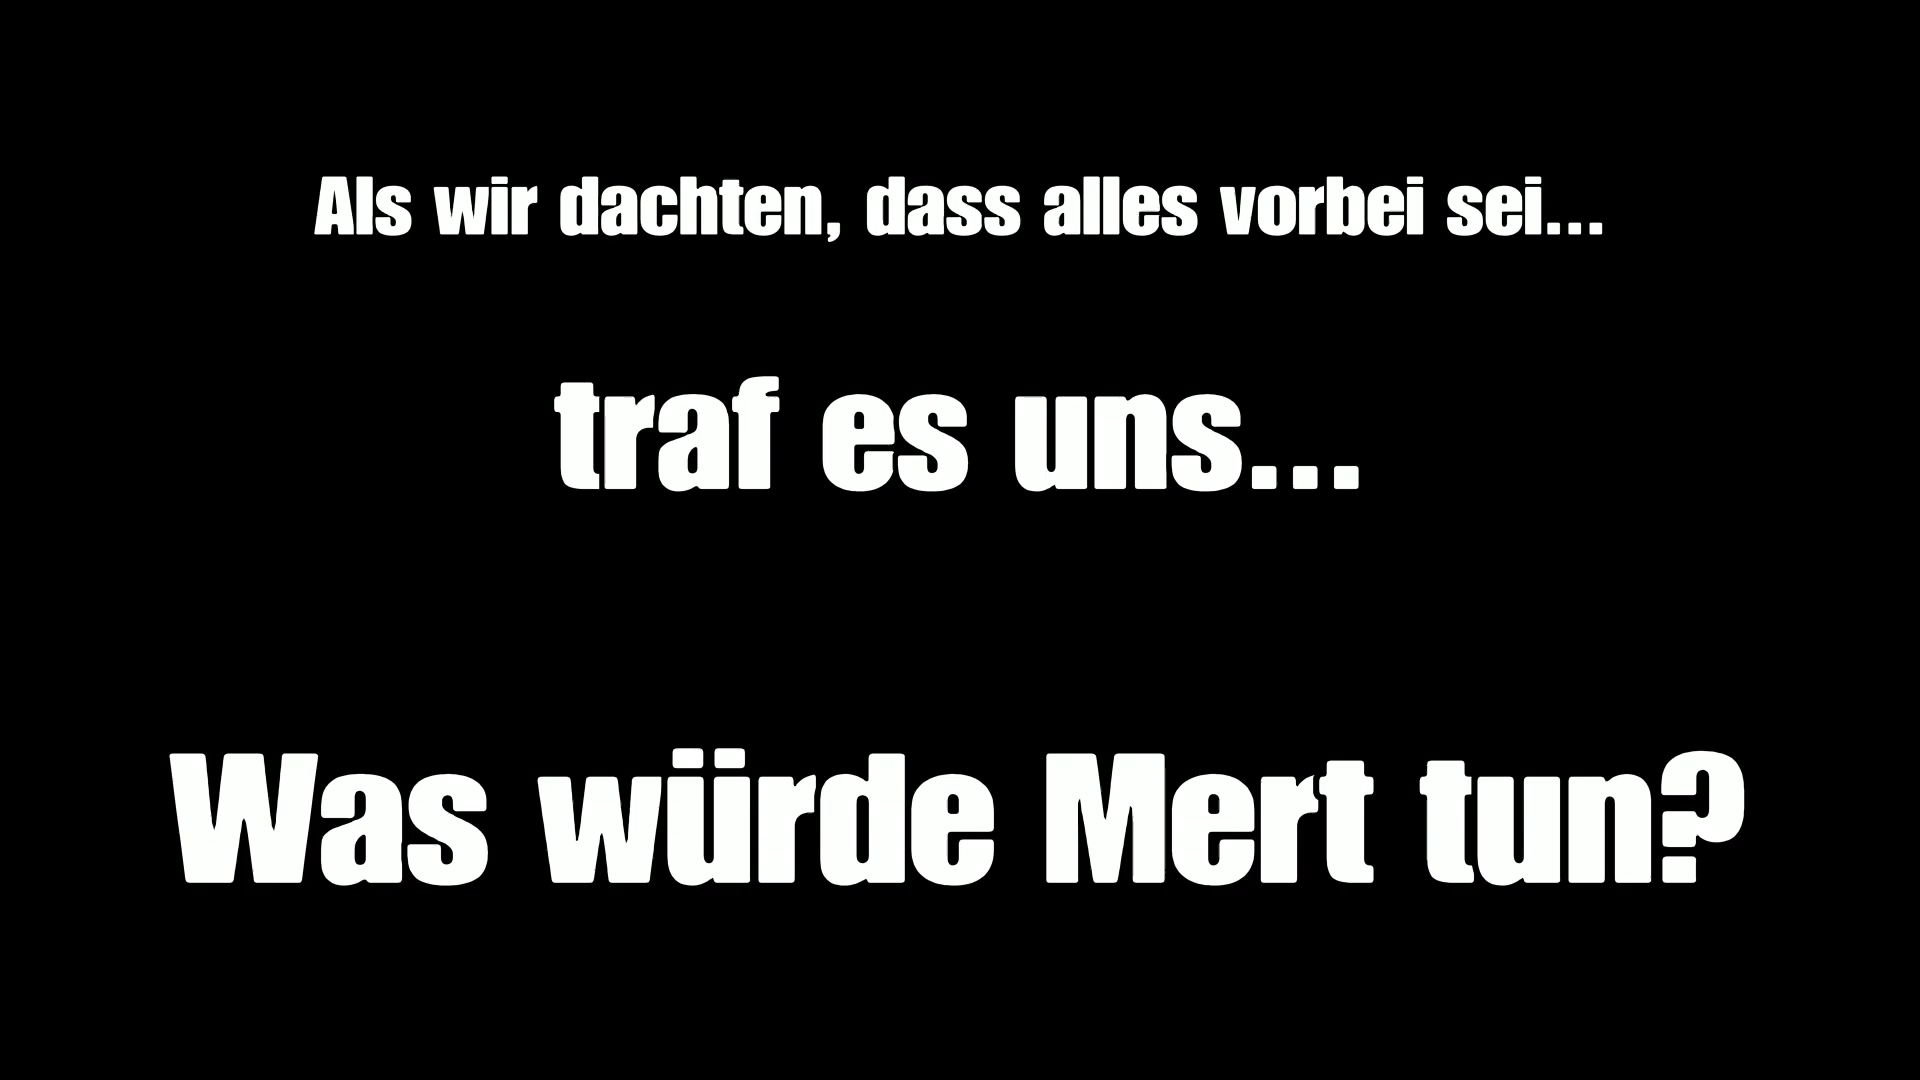 Als wir dachten, dass alles vorbei sei...
traf es uns...
Was würde Mert tun?